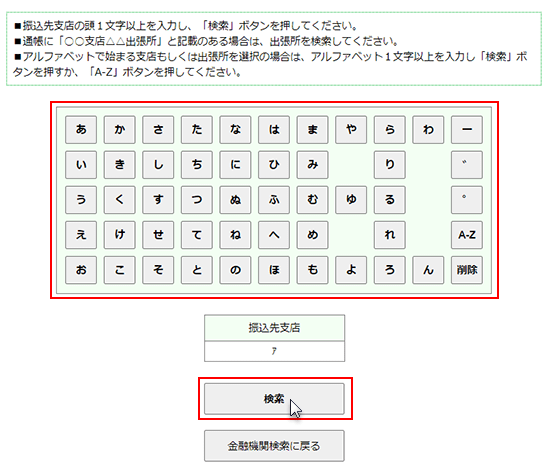 ■振込先支店の頭１文字以上を入力し、「検索」ボタンを押してください。
■通帳に「○○支店△△出張所」と記載のある場合は、出張所を検索してください。
■アルファベットで始まる支店もしくは出張所を選択の場合は、アルファベット１文字以上を入力し「検索」ボ
タンを押すか、「A-Z」ボタンを押してください。
あ か さ た な は ま や ら わ ー
い き し ち に ひ み り ゛
う く す つ ぬ ふ む ゆ る ゜
え け せ て ね へ め れ A-Z
お こ そ と の ほ も よ ろ ん 削除
振込先支店
ｱ
検索
金融機関検索に戻る